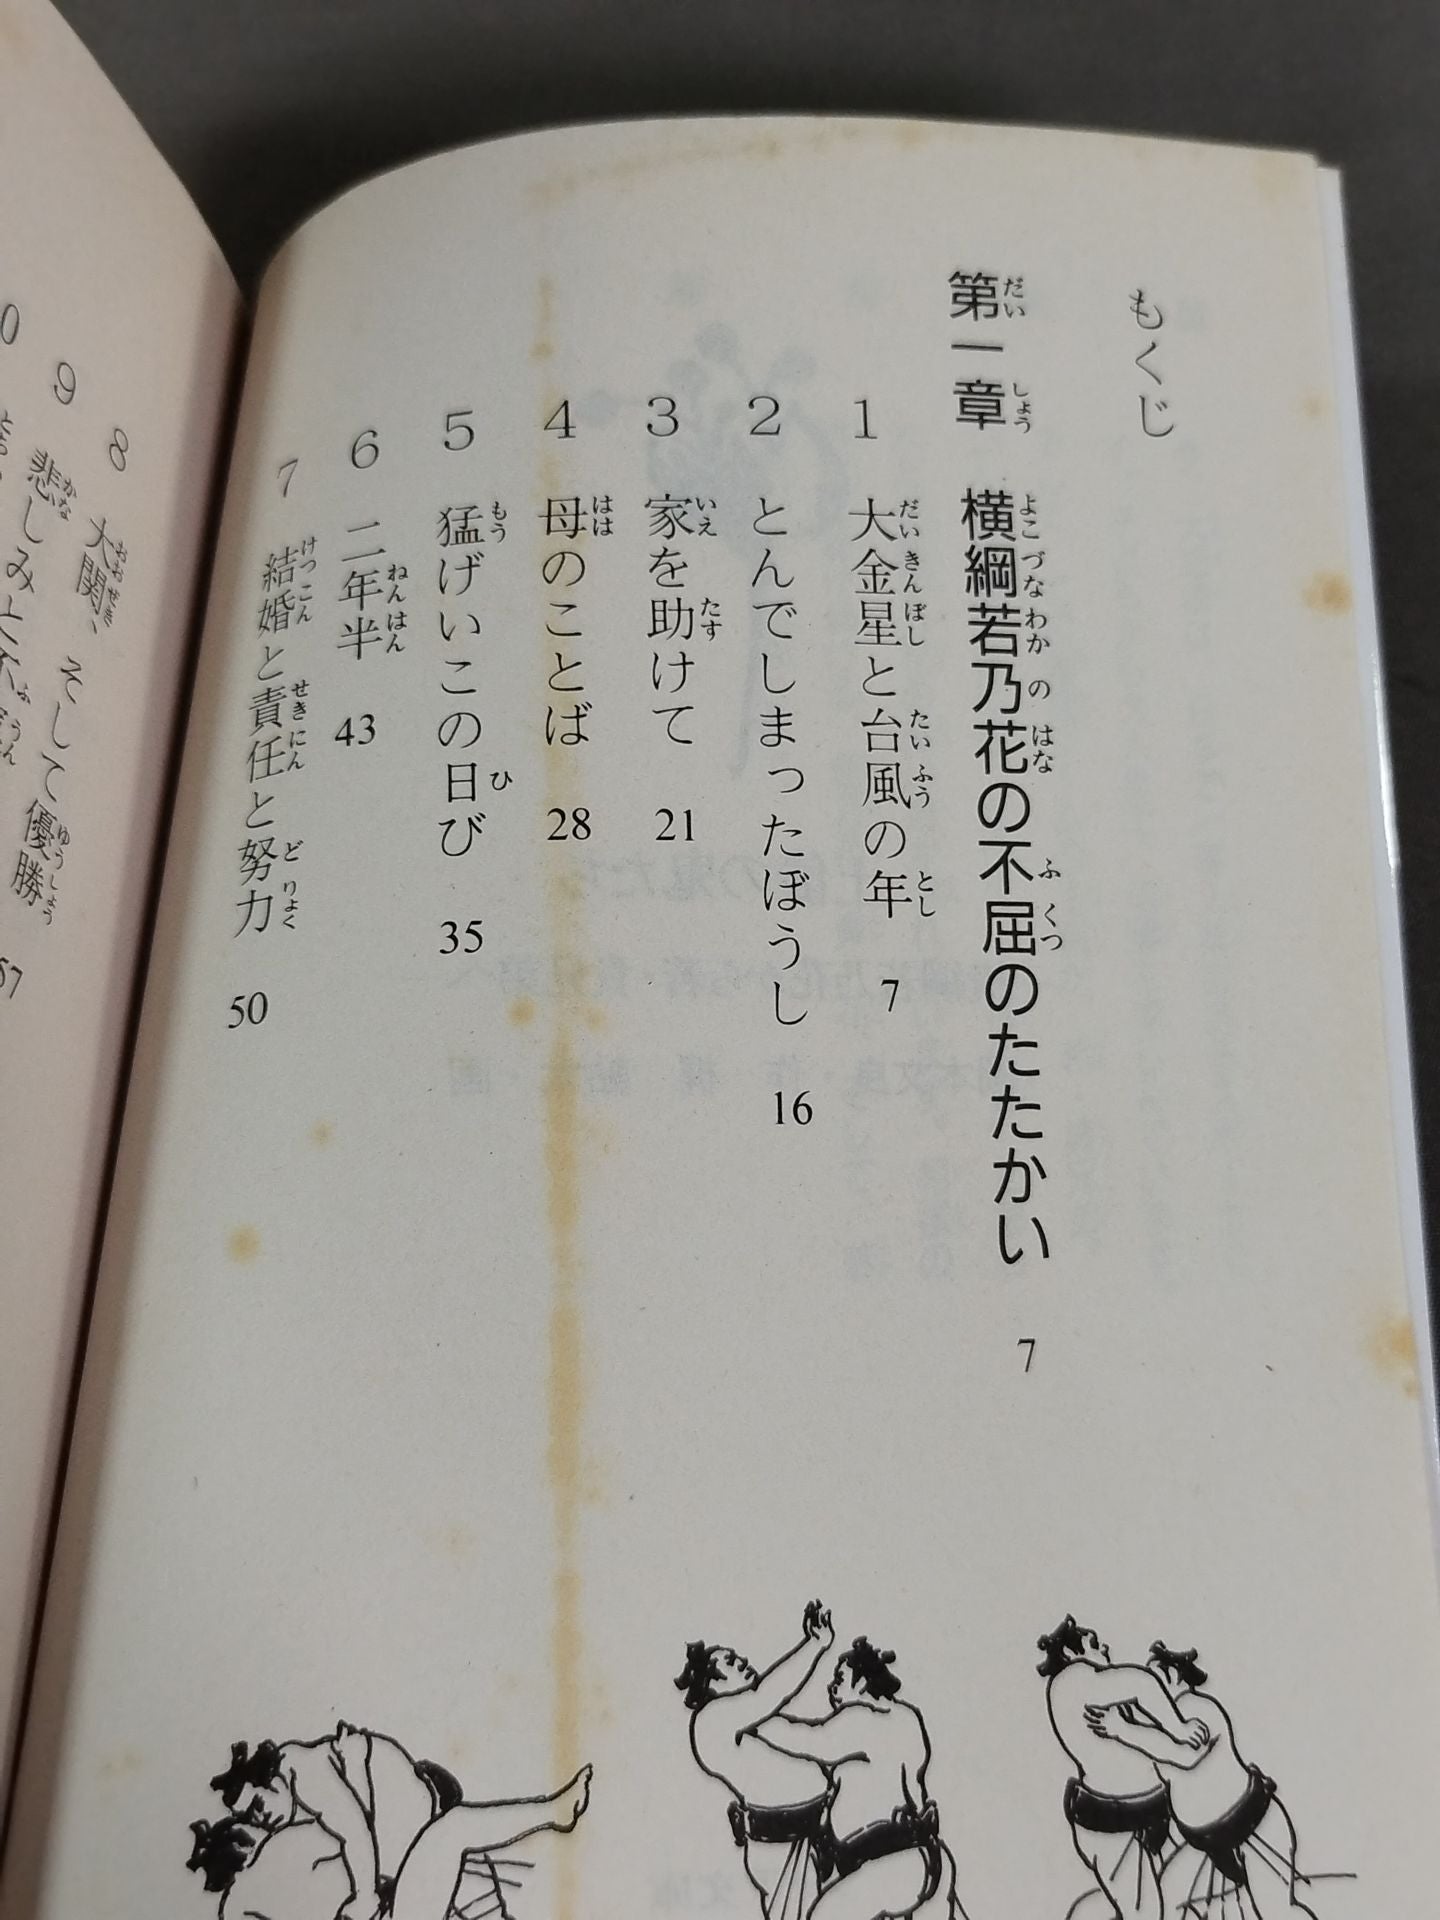 もくじ
第一章 横綱若乃花の不屈のたたかい 7
1 大金星と台風の年 7
2 とんでしまったぼうし 16
3 家を助けて 21
4 母のことば 28
5 猛げいこの日び 35
6 二年半 43
7 結婚と責任と努力 50
8 大関、そして優勝 57
9 悲しみと不